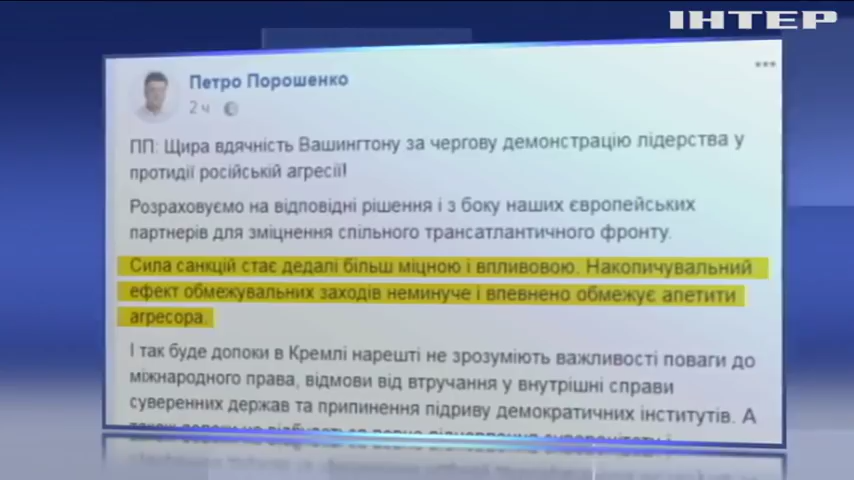 ІНТЕР
Петро Порошенко
2 ч
ПП: Щира вдячність Вашингтону за чергову демонстрацію лідерства у
протидії російській агресії!
Розраховуємо на відповідні рішення і з боку наших європейських
партнерів для зміцнення спільного трансатлантичного фронту.
Сила санкцій стає дедалі більш міцною і впливовою. Накопичувальний
ефект обмежувальних заходів неминуче і впевнено обмежує апетити
агресора.
І так буде допоки в Кремлі нарешті не зрозуміють важливості поваги до
міжнародного права, відмови від втручання у внутрішні справи
суверенних держав та припинення підриву демократичних інститутів. А